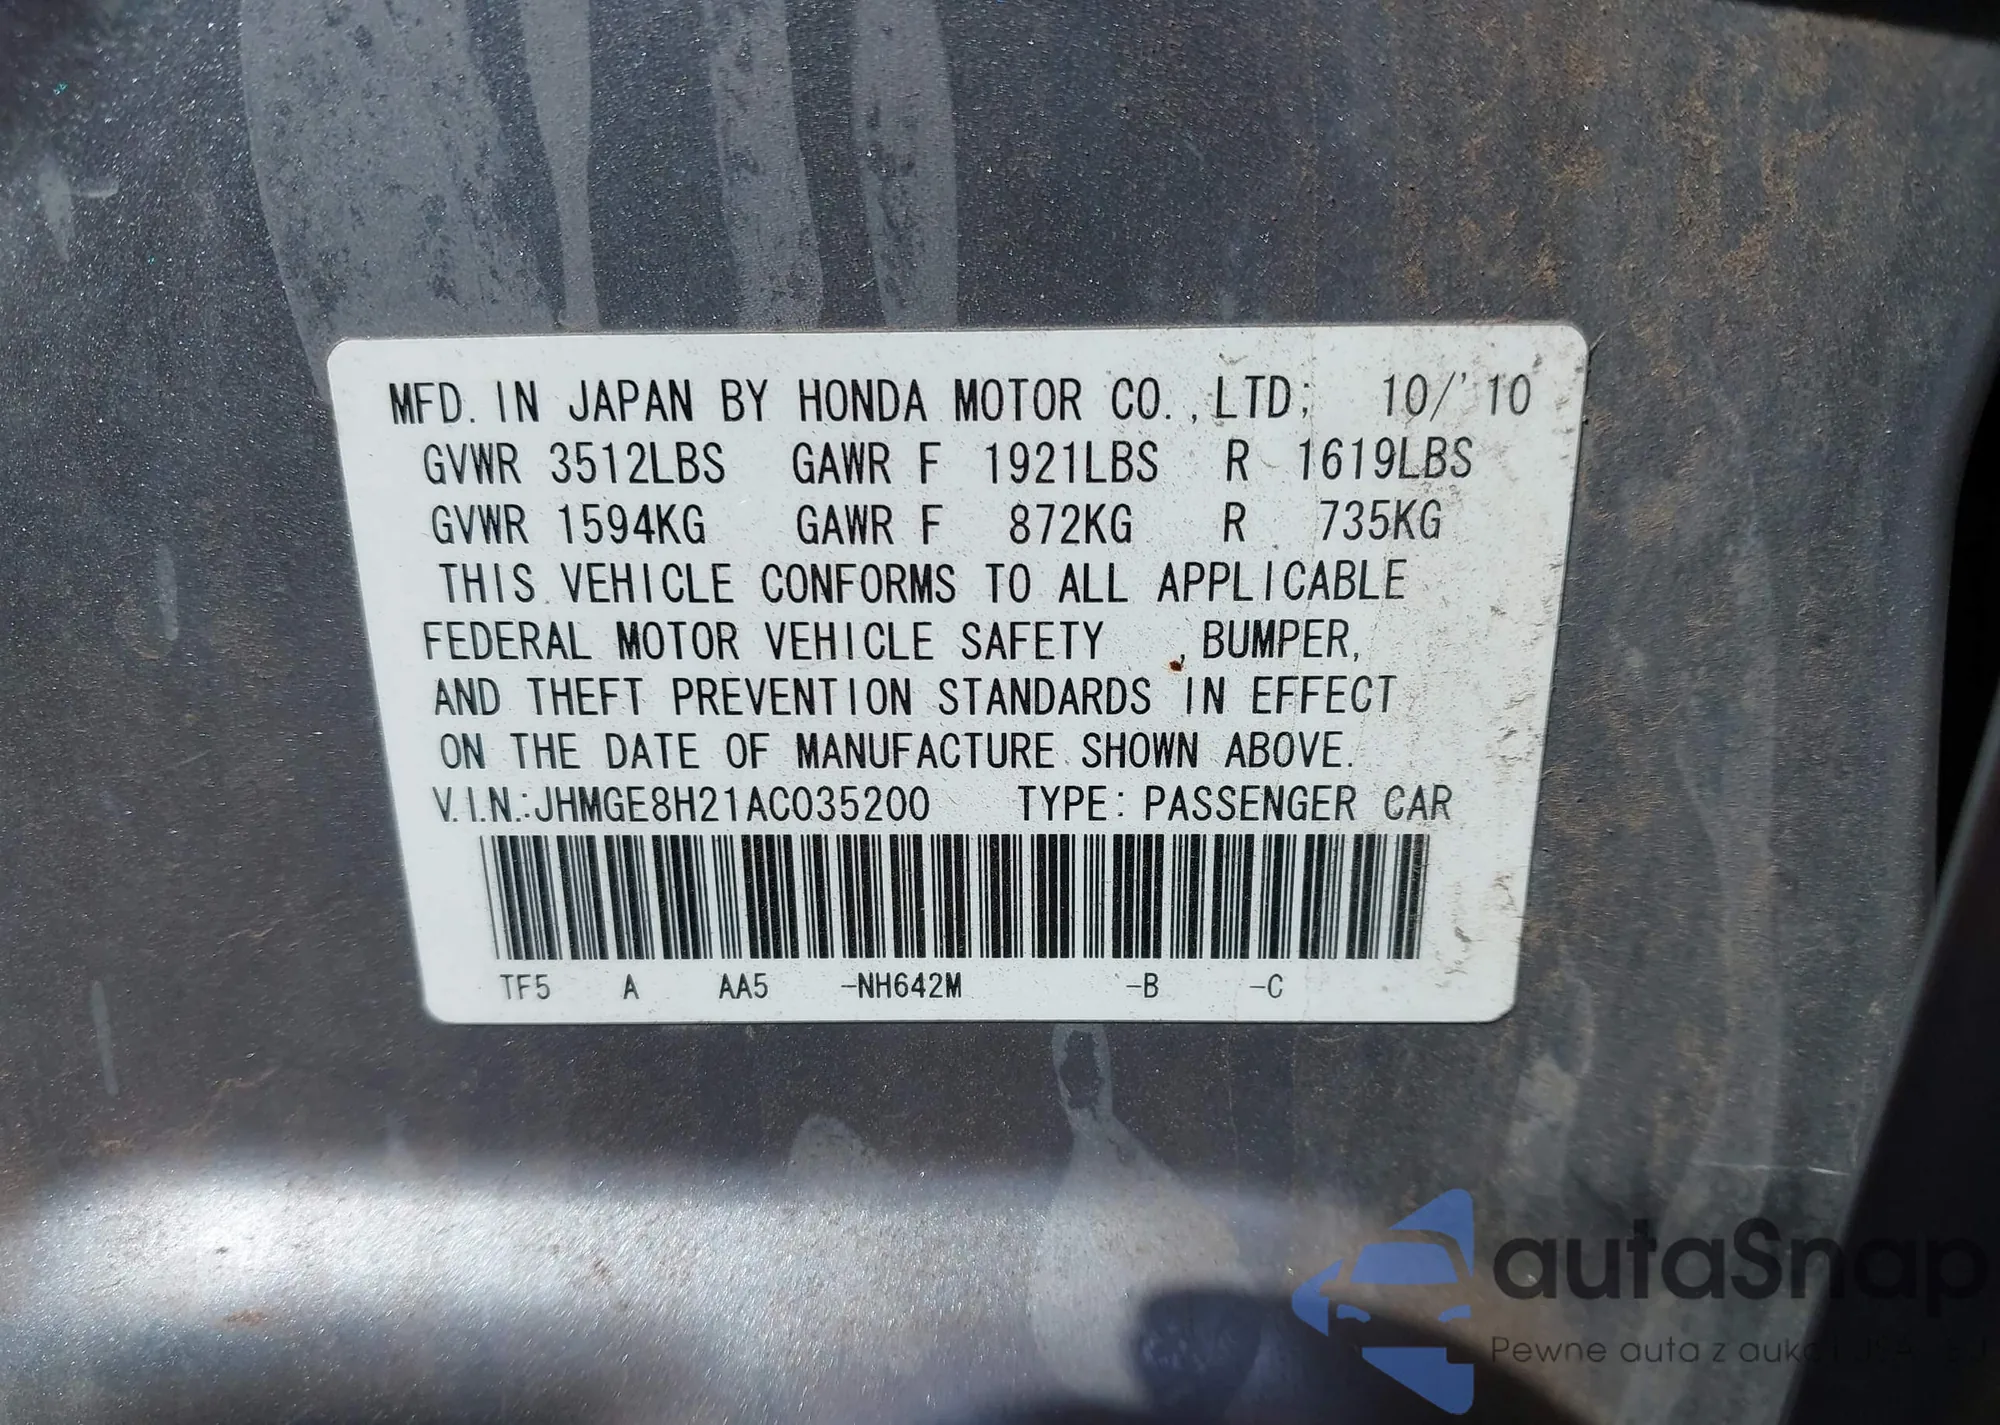 MFD. IN JAPAN BY HONDA MOTOR CO.,LTD; 10/'10
GVWR 3512LBS GAWR F 1921LBS R 1619LBS
GVWR 1594KG GAWR F 872KG R 735KG
THIS VEHICLE CONFORMS TO ALL APPLICABLE
FEDERAL MOTOR VEHICLE SAFETY , BUMPER,
AND THEFT PREVENTION STANDARDS IN EFFECT
ON THE DATE OF MANUFACTURE SHOWN ABOVE.
V.I.N.:JHMGE8H21AC035200 TYPE: PASSENGER CAR
TF5 A AA5 -NH642M -B -C
autaSnap
Pewne auta z